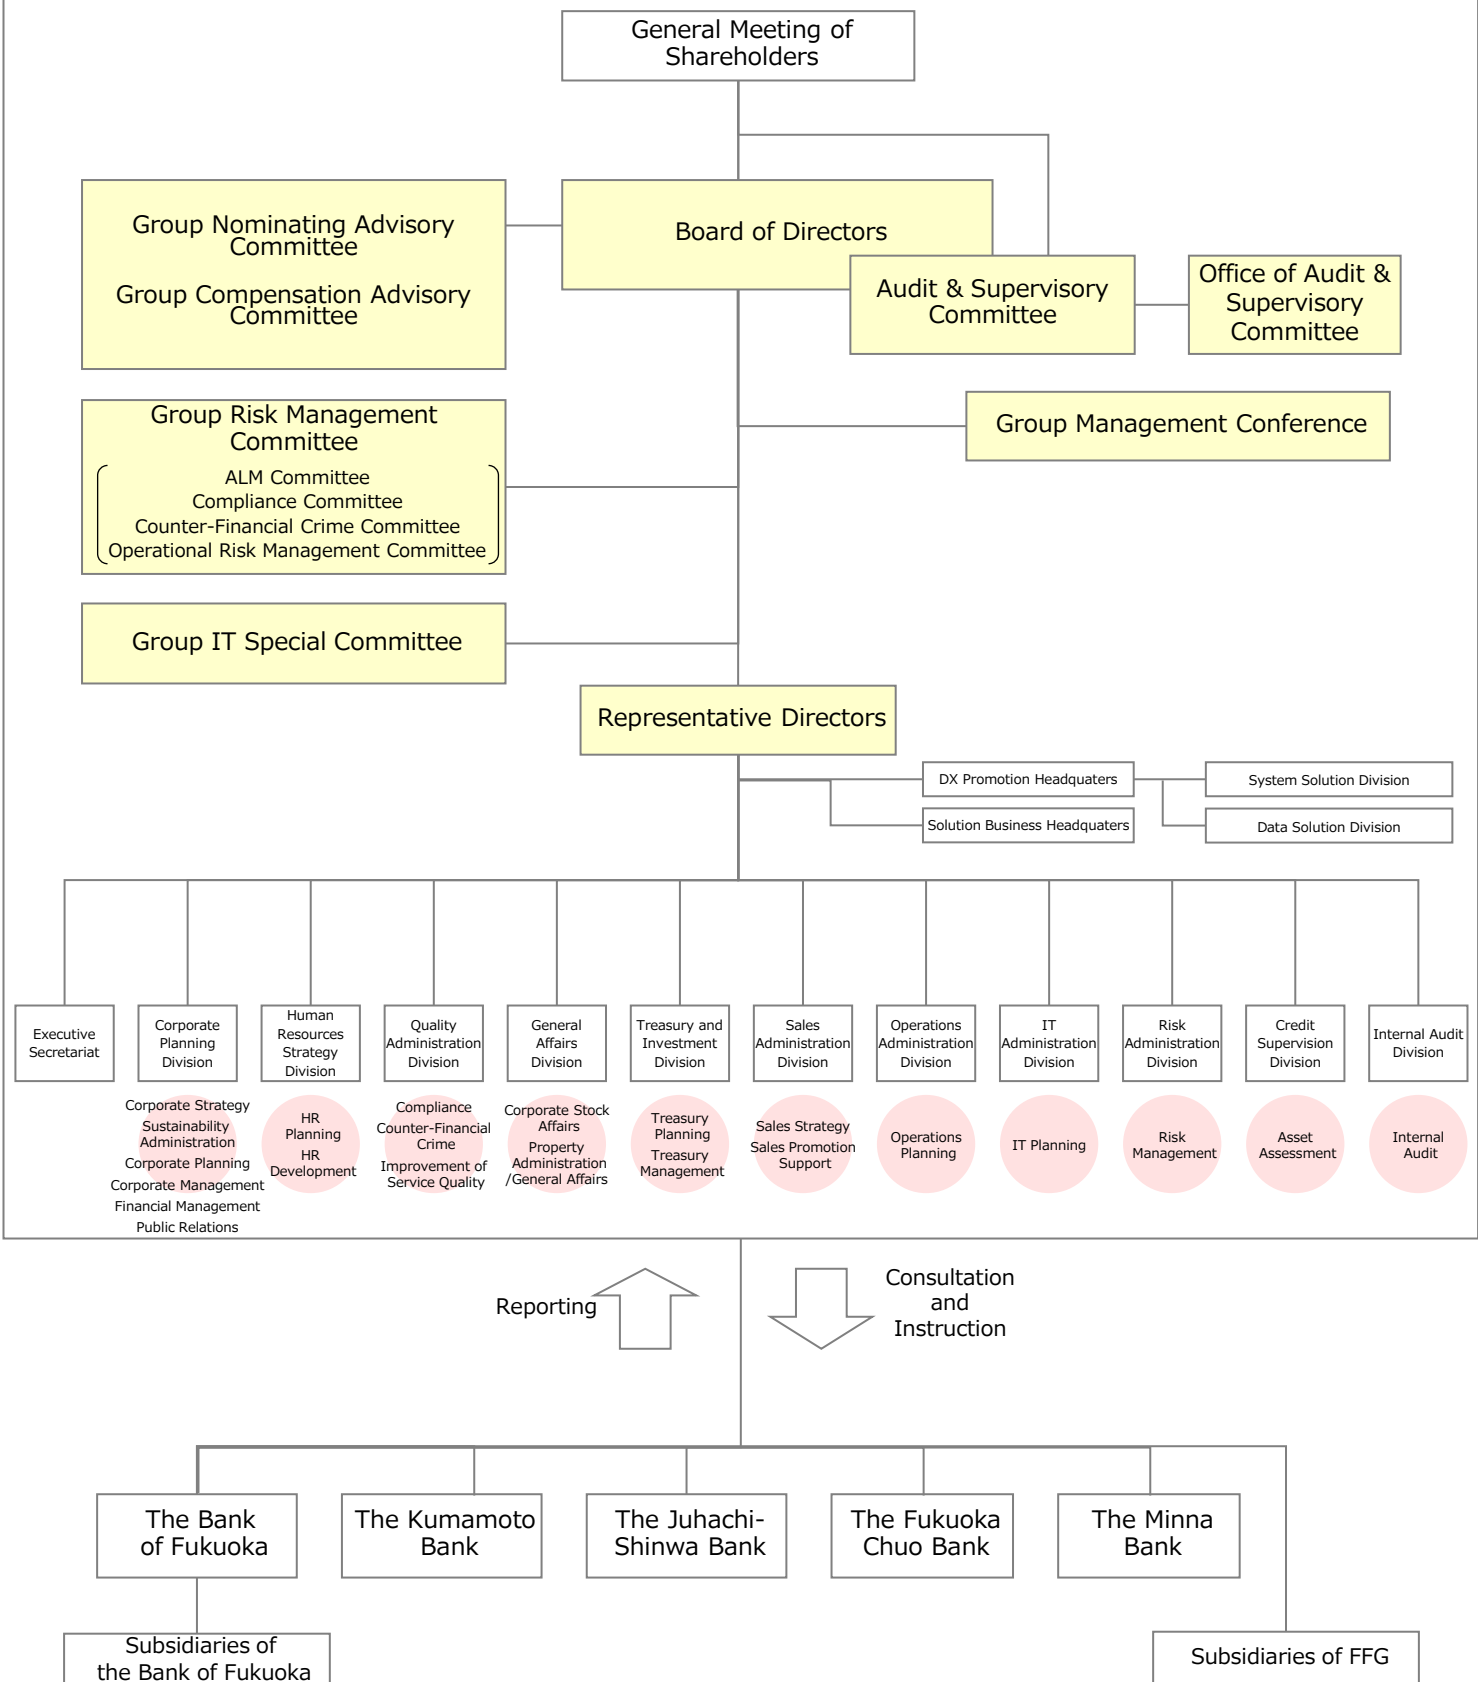 General Meeting of
Shareholders
Group Nominating Advisory
Committee
Group Compensation Advisory
Committee
Board of Directors
Audit & Supervisory
Committee
Office of Audit &
Supervisory
Committee
Group Risk Management
Committee
ALM Committee
Compliance Committee
Counter-Financial Crime Committee
Operational Risk Management Committee
Group Management Conference
Group IT Special Committee
Representative Directors
DX Promotion Headquaters
System Solution Division
Solution Business Headquaters
Data Solution Division
Executive
Secretariat
Corporate
Planning
Division
Human
Resources
Strategy
Division
Quality
Administration
Division
General
Affairs
Division
Treasury and
Investment
Division
Sales
Administration
Division
Operations
Administration
Division
IT
Administration
Division
Risk
Administration
Division
Credit
Supervision
Division
Internal Audit
Division
Corporate Strategy
Sustainability
Administration
Corporate Planning
Corporate Management
Financial Management
Public Relations
HR
Planning
HR
Development
Compliance
Counter-Financial
Crime
Improvement of
Service Quality
Corporate Stock
Affairs
Property
Administration
/General Affairs
Treasury
Planning
Treasury
Management
Sales Strategy
Sales Promotion
Support
Operations
Planning
IT Planning
Risk
Management
Asset
Assessment
Internal
Audit
Reporting
Consultation
and
Instruction
The Bank
of Fukuoka
The Kumamoto
Bank
The Juhachi-
Shinwa Bank
The Fukuoka
Chuo Bank
The Minna
Bank
Subsidiaries of
the Bank of Fukuoka
Subsidiaries of FFG